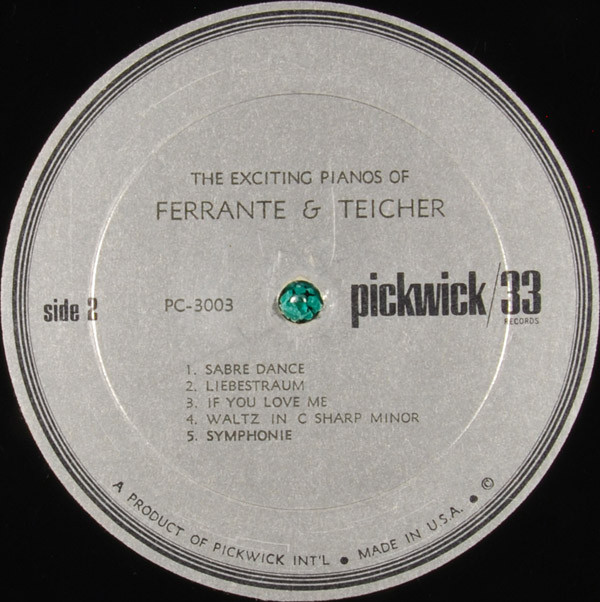 THE EXCITING PIANOS OF
FERRANTE & TEICHER
side 2
PC-3003
pickwick/33
RECORDS
1. SABRE DANCE
2. LIEBESTRAUM
3. IF YOU LOVE ME
4. WALTZ IN C SHARP MINOR
5. SYMPHONIE
A PRODUCT OF PICKWICK INT'L ● MADE IN U.S.A. ● ©